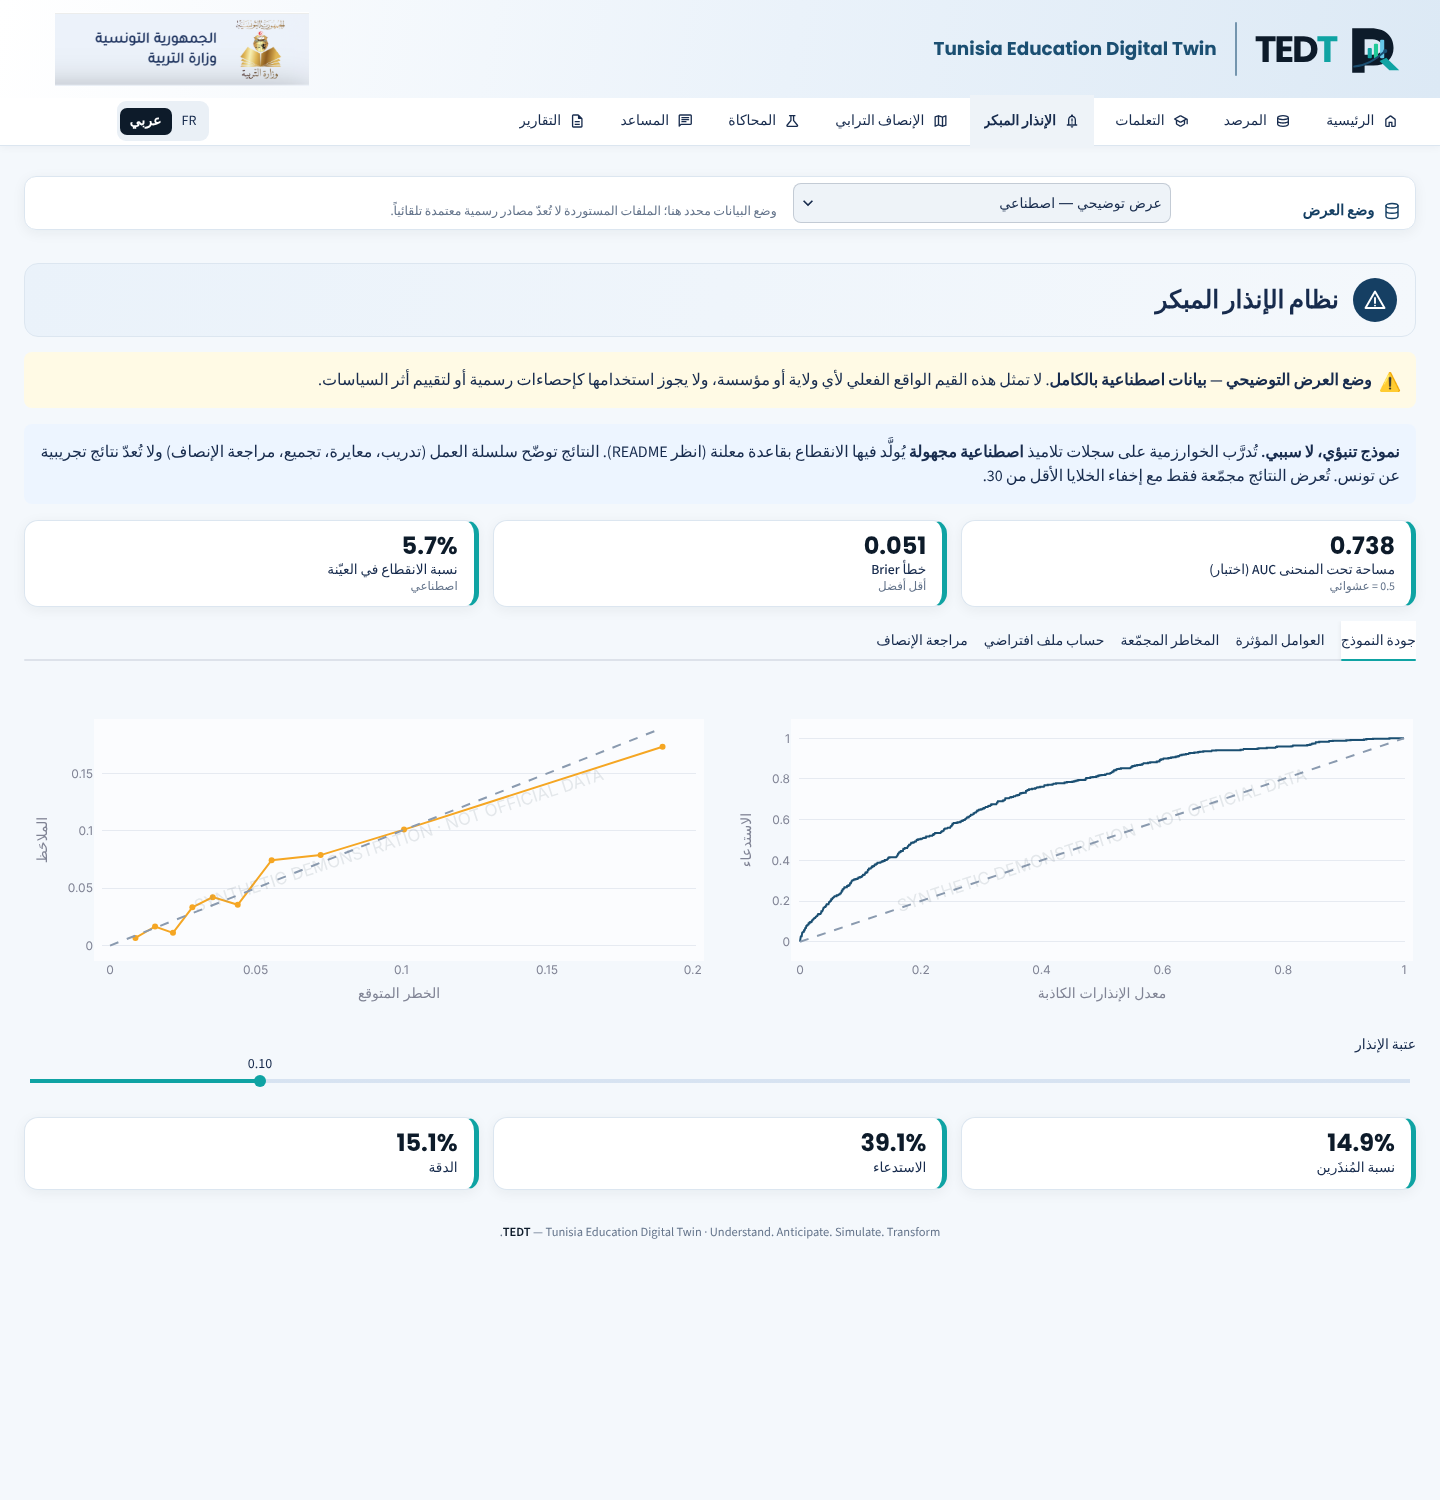 TEDT
Tunisia Education Digital Twin
الجمهورية التونسية
وزارة التربية
وزارة التربية
الرئيسية
المرصد
التعلمات
الإنذار المبكر
الإنصاف الترابي
المحاكاة
المساعد
التقارير
FR
عربي
وضع العرض
عرض توضيحي — اصطناعي
وضع البيانات محدد هنا؛ الملفات المستوردة لا تُعدّ مصادر رسمية معتمدة تلقائياً.
نظام الإنذار المبكر
⚠️ وضع العرض التوضيحي — بيانات اصطناعية بالكامل. لا تمثل هذه القيم الواقع الفعلي لأي ولاية أو مؤسسة، ولا يجوز استخدامها كإحصاءات رسمية أو لتقييم أثر السياسات.
نموذج تنبؤي، لا سببي. تُدرَّب الخوارزمية على سجلات تلاميذ اصطناعية مجهولة يُولَّد فيها الانقطاع بقاعدة معلنة (انظر README). النتائج توضّح سلسلة العمل (تدريب، معايرة، تجميع، مراجعة الإنصاف) ولا تُعدّ نتائج تجريبية
عن تونس. تُعرض النتائج مجمّعة فقط مع إخفاء الخلايا الأقل من 30.
0.738
مساحة تحت المنحنى AUC (اختبار)
0.5 = عشوائي
0.051
خطأ Brier
أقل أفضل
5.7%
نسبة الانقطاع في العيّنة
اصطناعي
جودة النموذج
العوامل المؤثرة
المخاطر المجمّعة
حساب ملف افتراضي
مراجعة الإنصاف
1
0.8
0.6
0.4
0.2
0
الاستدعاء
SYNTHETIC DEMONSTRATION · NOT OFFICIAL DATA
0
0.2
0.4
0.6
0.8
1
معدل الإنذارات الكاذبة
0.15
0.1
0.05
0
الملاحَظ
SYNTHETIC DEMONSTRATION · NOT OFFICIAL DATA
0
0.05
0.1
0.15
0.2
الخطر المتوقع
عتبة الإنذار
0.10
14.9%
نسبة المُنذَرين
39.1%
الاستدعاء
15.1%
الدقة
TEDT — Tunisia Education Digital Twin · Understand. Anticipate. Simulate. Transform.